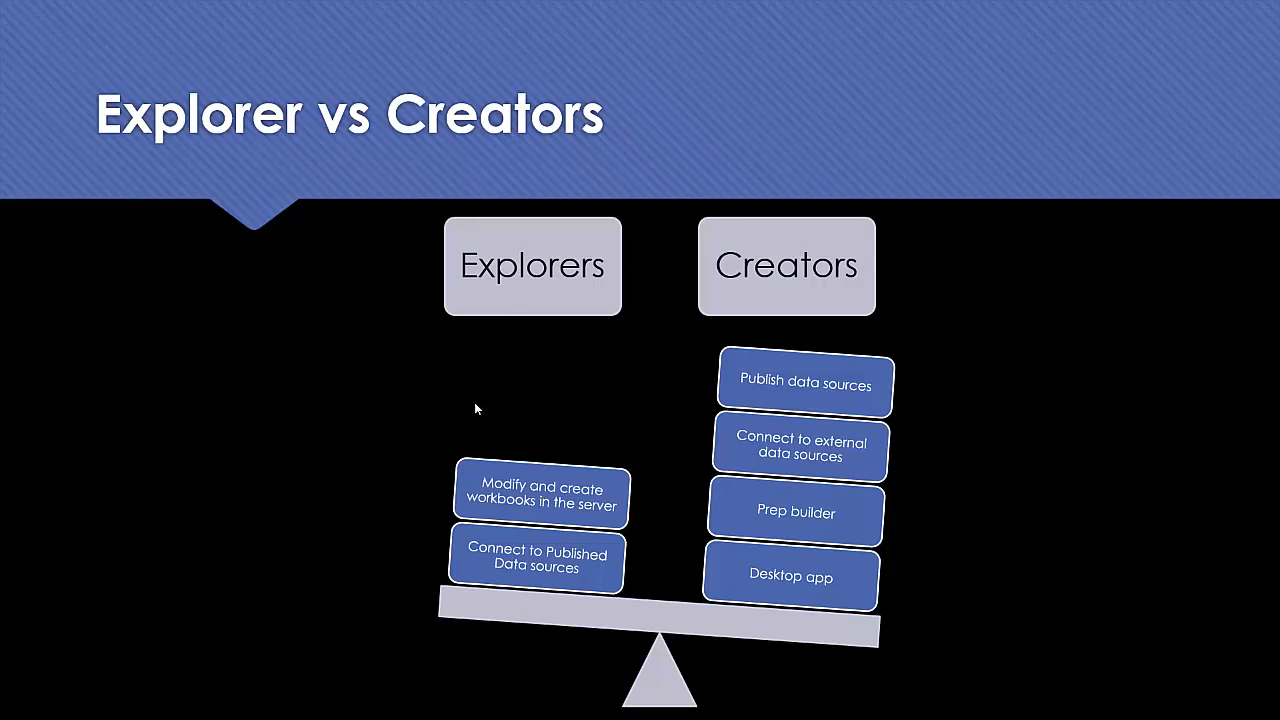 Explorer vs Creators
Explorers
Creators
Modify and create
workbooks in the server
Connect to Published
Data sources
Publish data sources
Connect to external
data sources
Prep builder
Desktop app